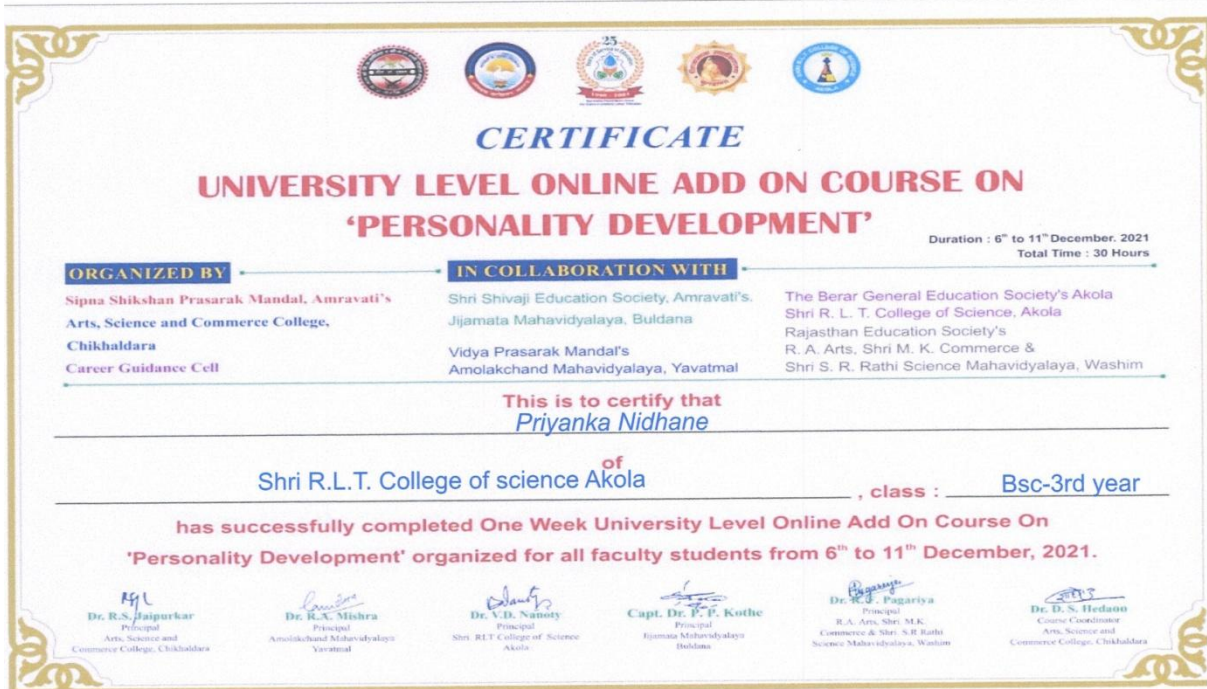 25
CERTIFICATE
UNIVERSITY LEVEL ONLINE ADD ON COURSE ON
‘PERSONALITY DEVELOPMENT’
Duration : 6th to 11th December. 2021
Total Time : 30 Hours
ORGANIZED BY
Sipna Shikshan Prasarak Mandal, Amravati's
Arts, Science and Commerce College,
Chikhaldara
Career Guidance Cell
IN COLLABORATION WITH
Shri Shivaji Education Society, Amravati's.
Jijamata Mahavidyalaya, Buldana
Vidya Prasarak Mandal's
Amolakchand Mahavidyalaya, Yavatmal
The Berar General Education Society's Akola
Shri R. L. T. College of Science, Akola
Rajasthan Education Society's
R. A. Arts, Shri M. K. Commerce &
Shri S. R. Rathi Science Mahavidyalaya, Washim
This is to certify that
Priyanka Nidhane
of
Shri R.L.T. College of science Akola , class : Bsc-3rd year
has successfully completed One Week University Level Online Add On Course On
'Personality Development' organized for all faculty students from 6th to 11th December, 2021.
Dr. R.S. Jaipurkar
Principal
Arts, Science and
Commerce College, Chikhaldara
Dr. R.A. Mishra
Principal
Amolakchand Mahavidyalaya
Yavatmal
Dr. V.D. Nanoty
Principal
Shri. RLT College of Science
Akola
Capt. Dr. P. P. Kothe
Principal
Jijamata Mahavidyalaya
Buldana
Dr. Pagariya
Principal
R.A. Arts, Shri. M.K.
Commerce & Shri. S.R Rathi
Science Mahavidyalaya, Washim
Dr. D. S. Hedaoo
Course Coordinator
Arts, Science and
Commerce College, Chikhaldara